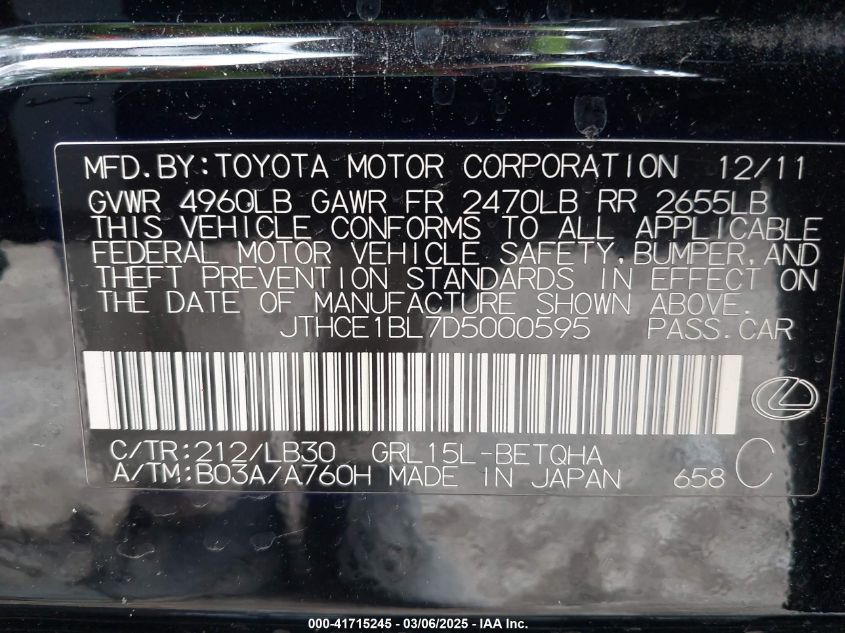 MFD.BY:TOYOTA MOTOR CORPORATION 12/11
GVWR 4960LB GAWR FR 2470LB RR 2655LB
THIS VEHICLE CONFORMS TO ALL APPLICABLE
FEDERAL MOTOR VEHICLE SAFETY, BUMPER, AND
THEFT PREVENTION STANDARDS IN EFFECT ON
THE DATE OF MANUFACTURE SHOWN ABOVE.
JTHCE1BL7D5000595 PASS.CAR
C/TR:212/LB30 GRL15L-BETQHA
A/TM:B03A/A760H MADE IN JAPAN 658 C
000-41715245 - 03/06/2025 - IAA Inc.